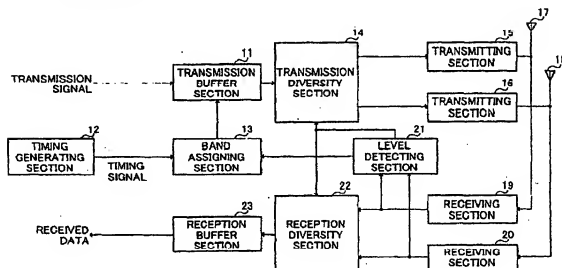 17
11
14
15
18
TRANSMISSION
SIGNAL
TRANSMISSION
BUFFER
SECTION
TRANSMISSION
DIVERSITY
SECTION
TRANSMITTING
SECTION
16
TRANSMITTING
SECTION
12
13
21
TIMING
GENERATING
SECTION
TIMING
SIGNAL
BAND
ASSIGNING
SECTION
LEVEL
DETECTING
SECTION
23
22
19
RECEIVED
DATA
RECEPTION
BUFFER
SECTION
RECEPTION
DIVERSITY
SECTION
RECEIVING
SECTION
20
RECEIVING
SECTION